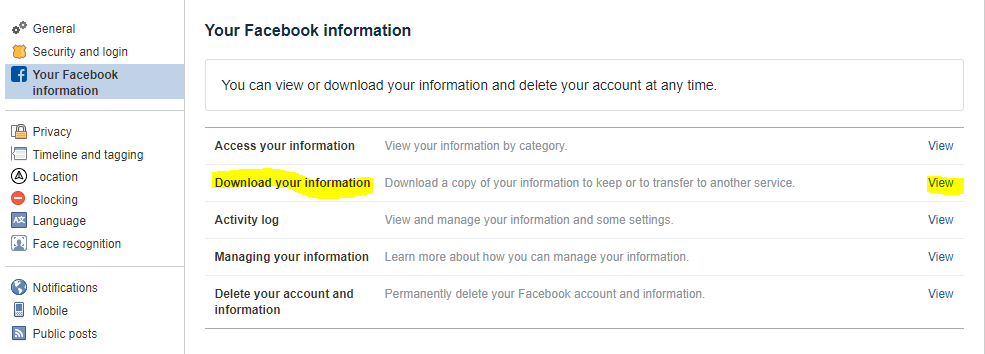 General
Security and login
Your Facebook
information
Privacy
Timeline and tagging
Location
Blocking
Language
Face recognition
Notifications
Mobile
Public posts
Your Facebook information
You can view or download your information and delete your account at any time.
Access your information View your information by category. View
Download your information Download a copy of your information to keep or to transfer to another service. View
Activity log View and manage your information and some settings. View
Managing your information Learn more about how you can manage your information. View
Delete your account and Permanently delete your Facebook account and information. View
information